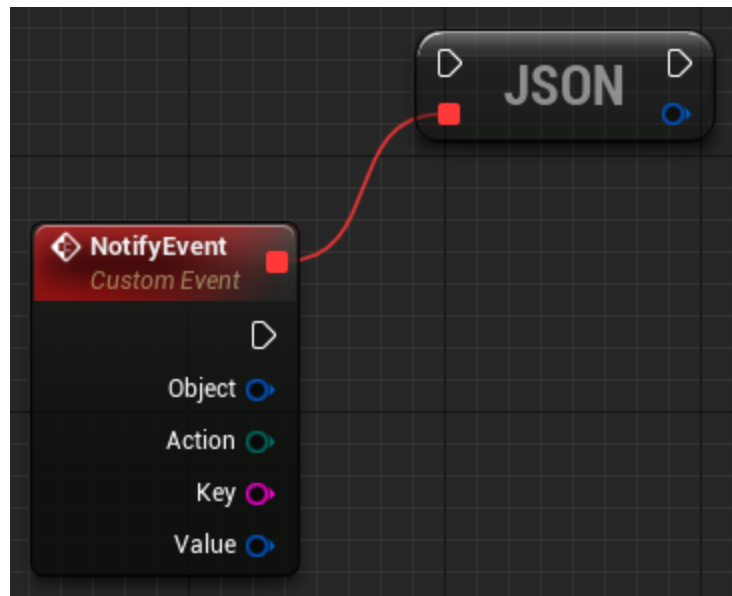 JSON
NotifyEvent
Custom Event
Object
Action
Key
Value